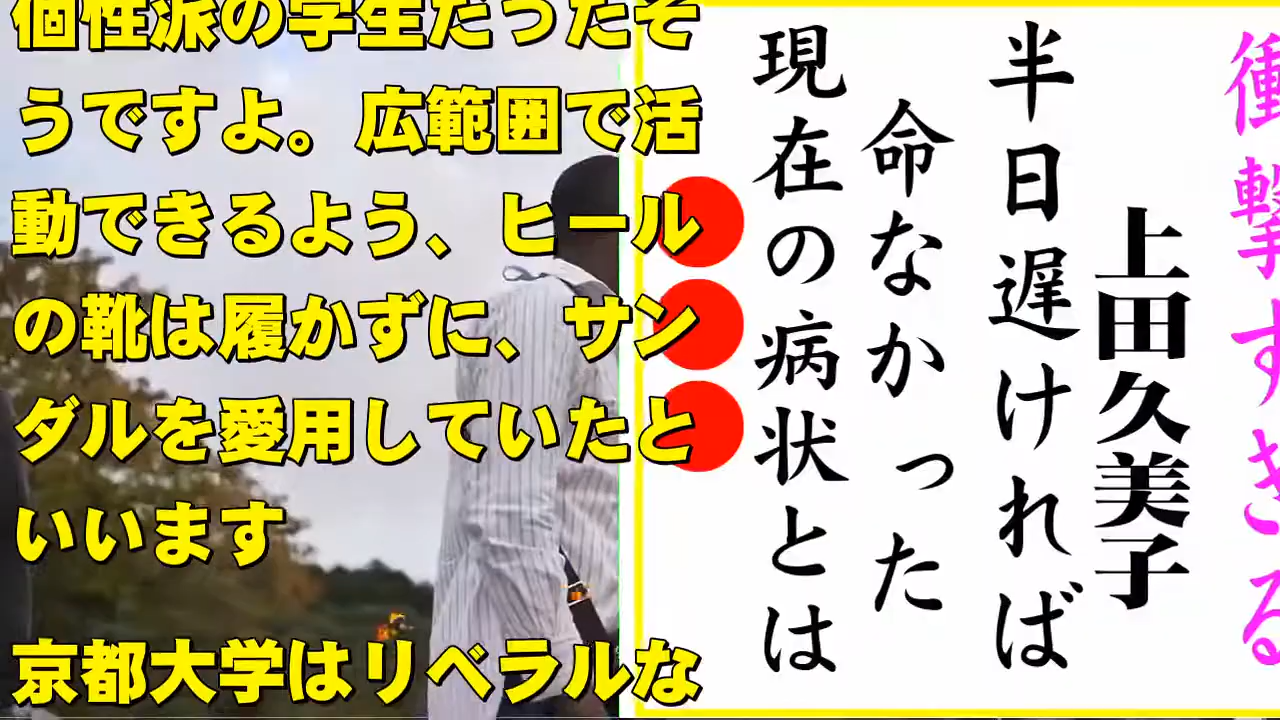 個性派の学生だったそ
うですよ。広範囲で活
動できるよう、ヒール
の靴は履かずに、サン
ダルを愛用していたと
いいます
京都大学はリベラルな
衝撃すぎる
上田久美子
半日遅ければ
命なかった
現在の病状とは